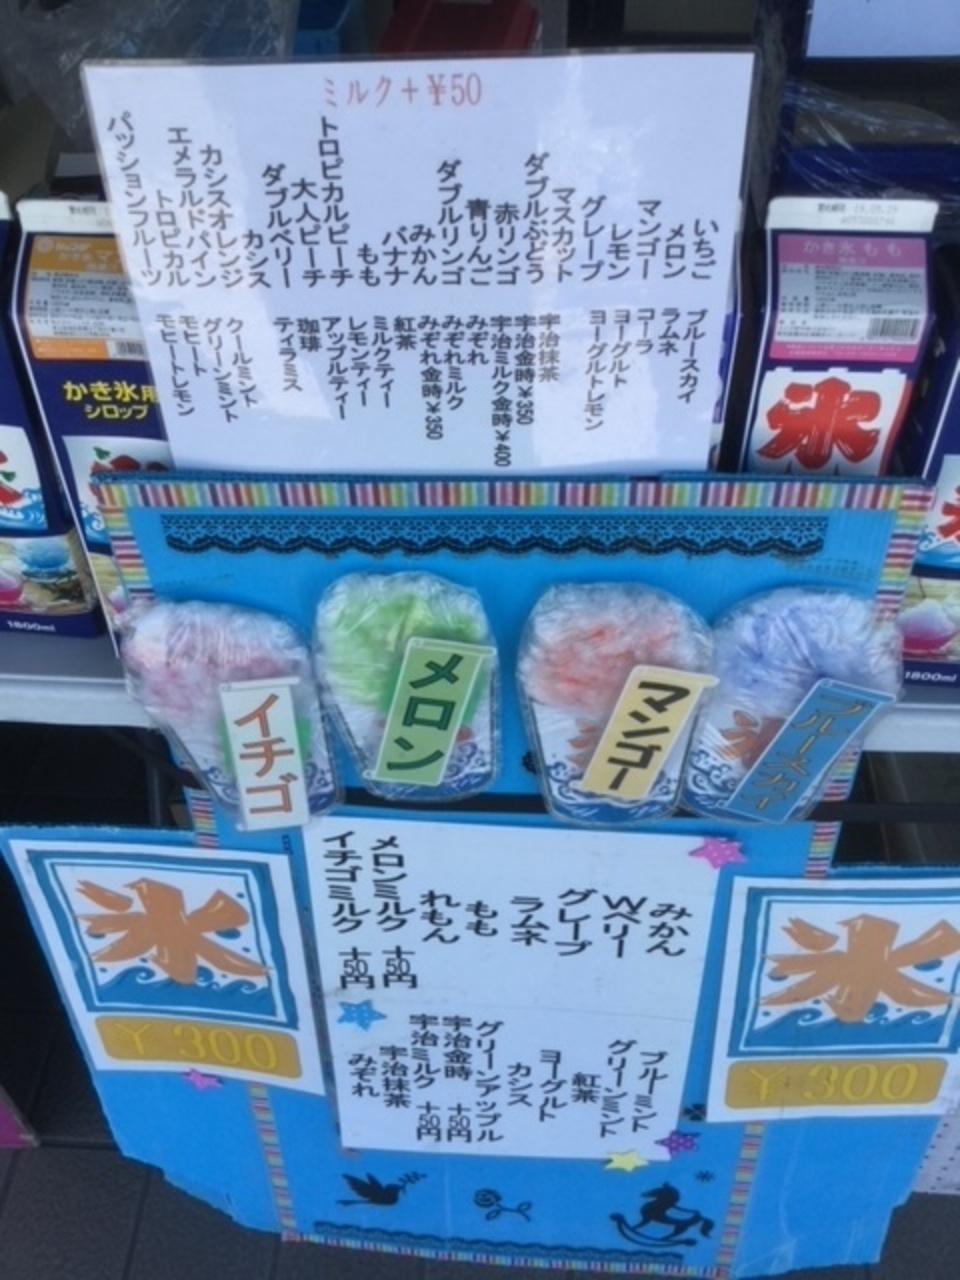 ミルク+¥50
いちご
メロン
マンゴー
レモン
グレープ
マスカット
ダブルぶどう
赤リンゴ
青りんご
ダブルリンゴ
みかん
バナナ
もも
トロピカルピーチ
大人ピーチ
ダブルベリー
カシス
カシスオレンジ
エメラルドパイン
トロピカル
パッションフルーツ
ブルースカイ
ラムネ
コーラ
ヨーグルト
ヨーグルトレモン
宇治抹茶
宇治金時¥350
宇治ミルク金時¥400
みぞれ
みぞれミルク
みぞれ金時¥350
紅茶
ミルクティー
レモンティー
アップルティー
珈琲
ティラミス
クールミント
グリーンミント
モヒート
モヒートレモン
かき氷用
シロップ
1800ml
かき氷 もも
氷
1800ml
イチゴ
メロン
マンゴー
ブルースカイ
みかん
Wベリー
グレープ
ラムネ
もも
れもん
メロンミルク +50円
イチゴミルク +50円
ブルーミント
グリーンミント
紅茶
ヨーグルト
カシス
グリーンアップル
宇治金時 +50円
宇治ミルク +50円
宇治抹茶
みぞれ
氷
¥300
氷
¥300